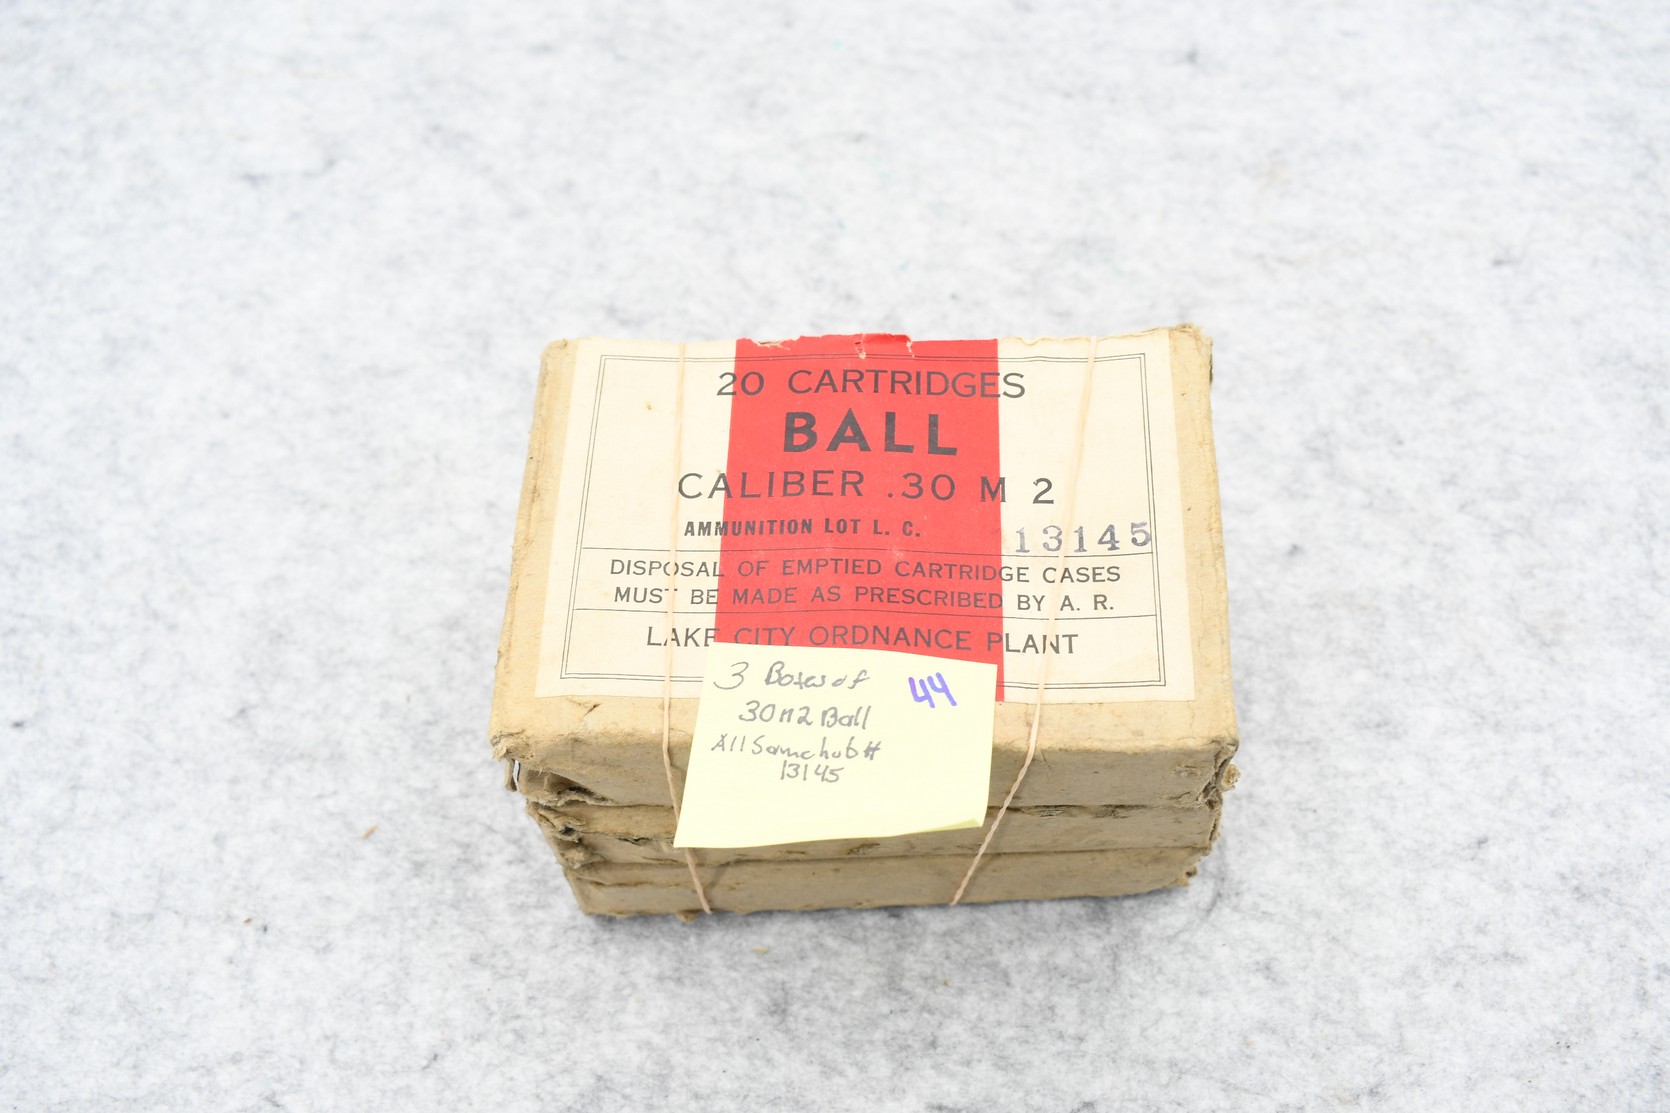 20 CARTRIDGES
BALL
CALIBER .30 M 2
AMMUNITION LOT L. C. 13145
DISPOSAL OF EMPTIED CARTRIDGE CASES
MUST BE MADE AS PRESCRIBED BY A. R.
LAKE CITY ORDNANCE PLANT
3 Boxes of
44
30 M2 Ball
All Same
13145